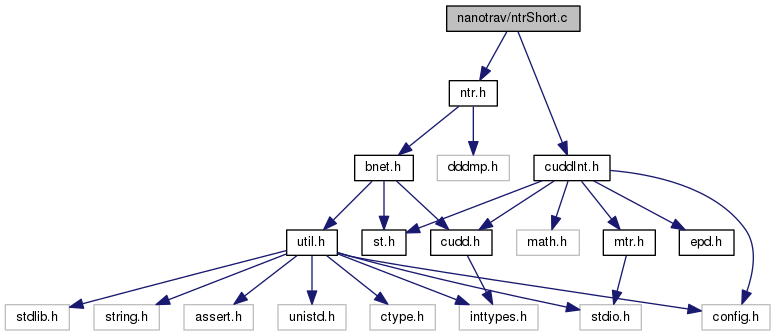 nanotrav/ntrShort.c
ntr.h
bnet.h
dddmp.h
cuddInt.h
util.h
st.h
cudd.h
math.h
mtr.h
epd.h
stdlib.h
string.h
assert.h
unistd.h
ctype.h
inttypes.h
stdio.h
config.h